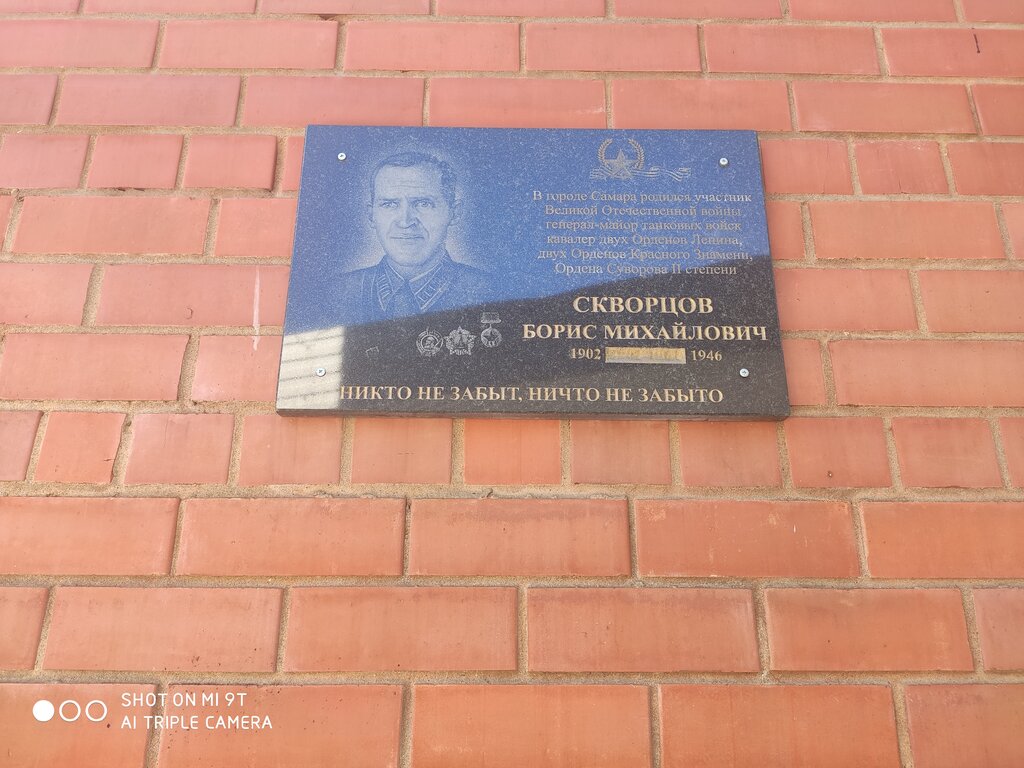 В городе Самара родился участник
Великой Отечественной войны
генерал-майор танковых войск
кавалер двух Орденов Ленина,
двух Орденов Красного Знамени,
Ордена Суворова II степени
СКВОРЦОВ
БОРИС МИХАЙЛОВИЧ
1902 1946
НИКТО НЕ ЗАБЫТ, НИЧТО НЕ ЗАБЫТО
SHOT ON MI 9T
AI TRIPLE CAMERA